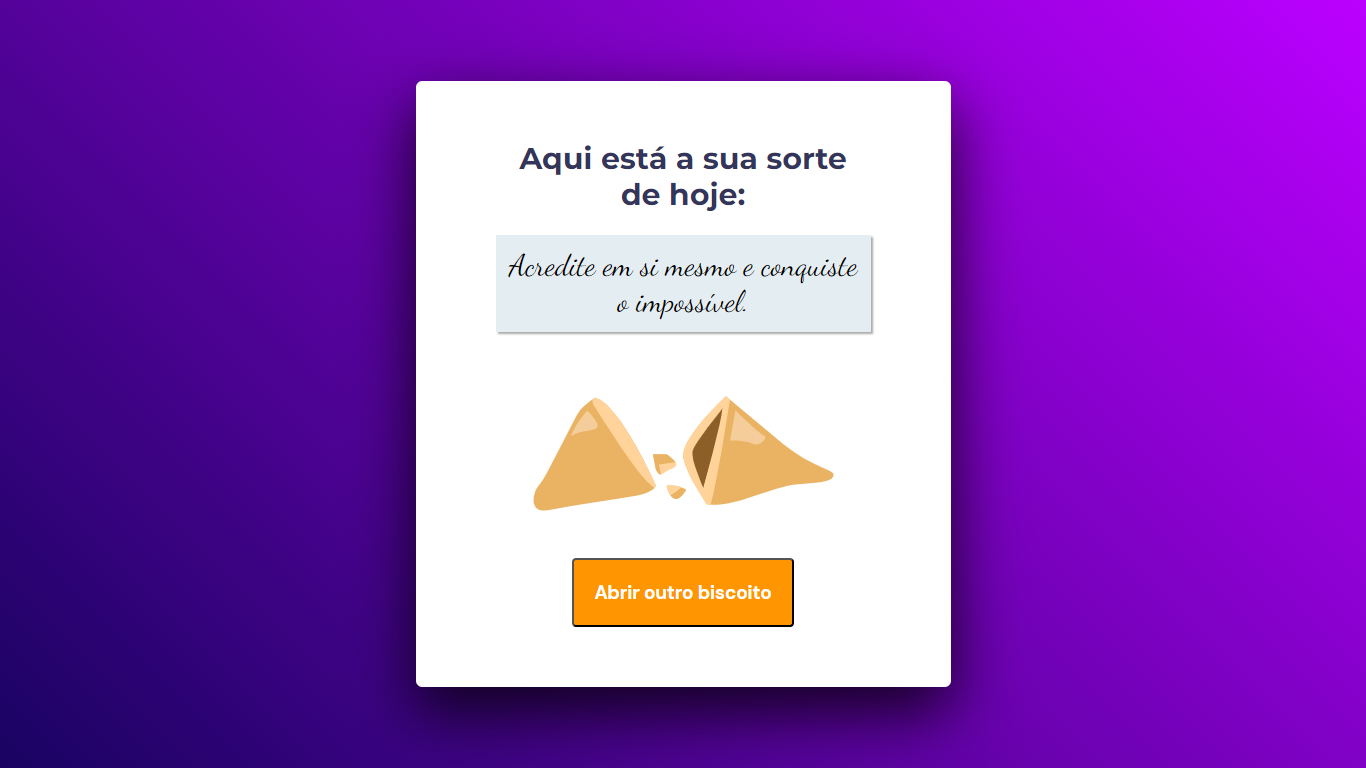 Aqui está a sua sorte
de hoje:
Acredite em si mesmo e conquiste
o impossível.
Abrir outro biscoito